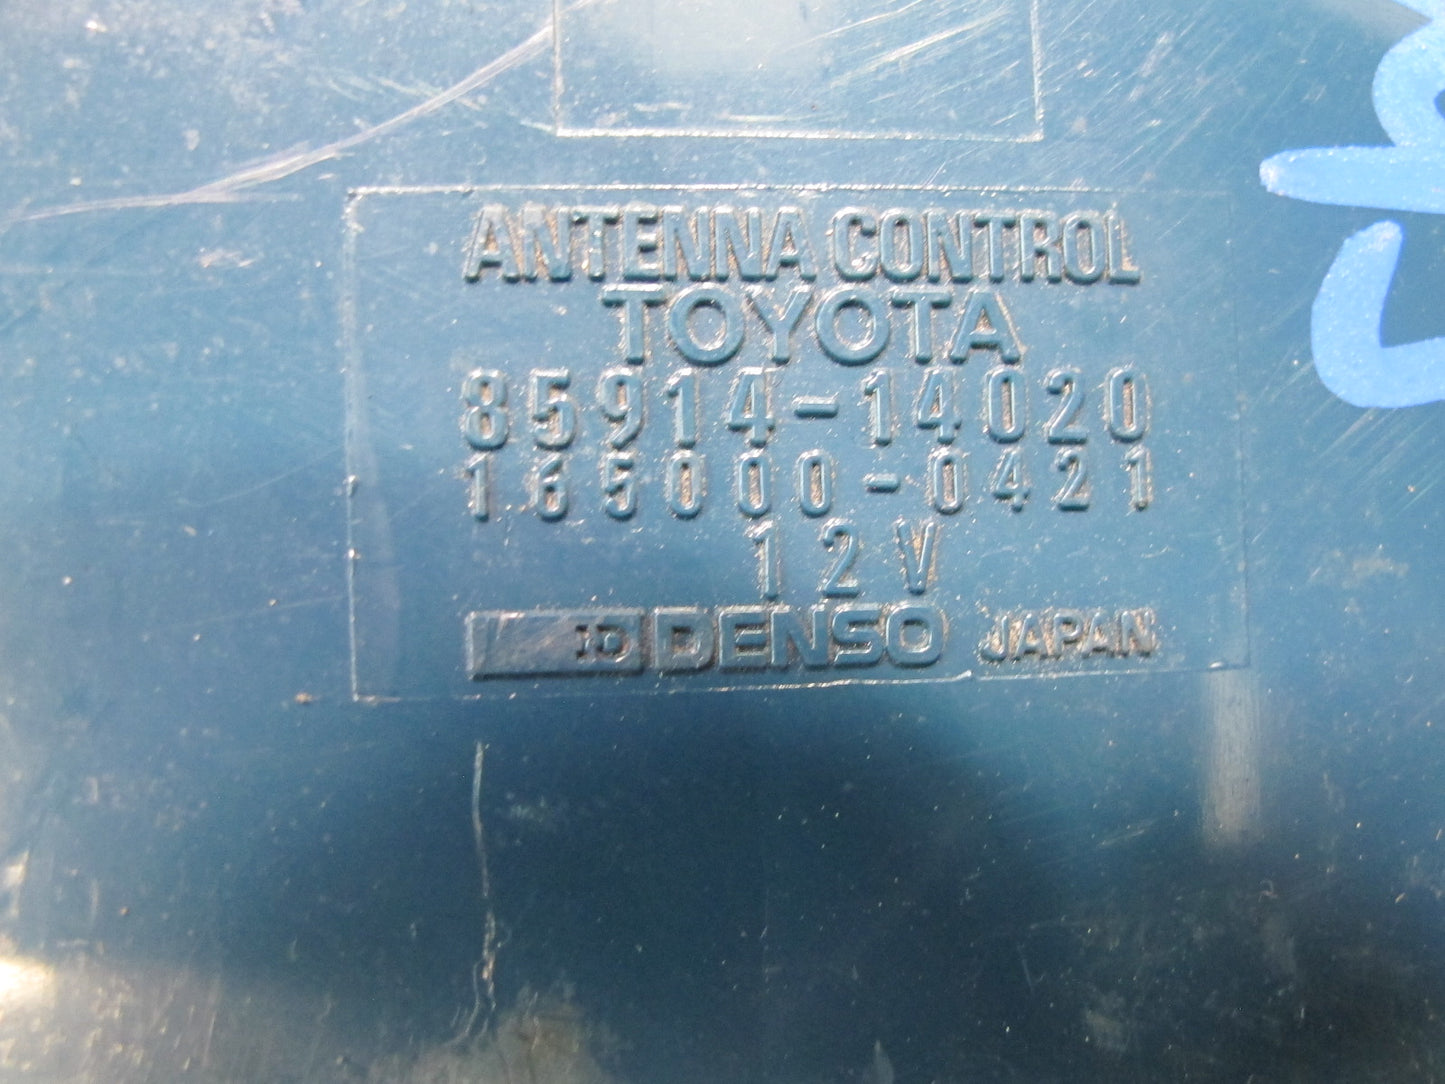 ANTENNA CONTROL
TOYOTA
85914-14020
165000-0421
12V
DENSO JAPAN